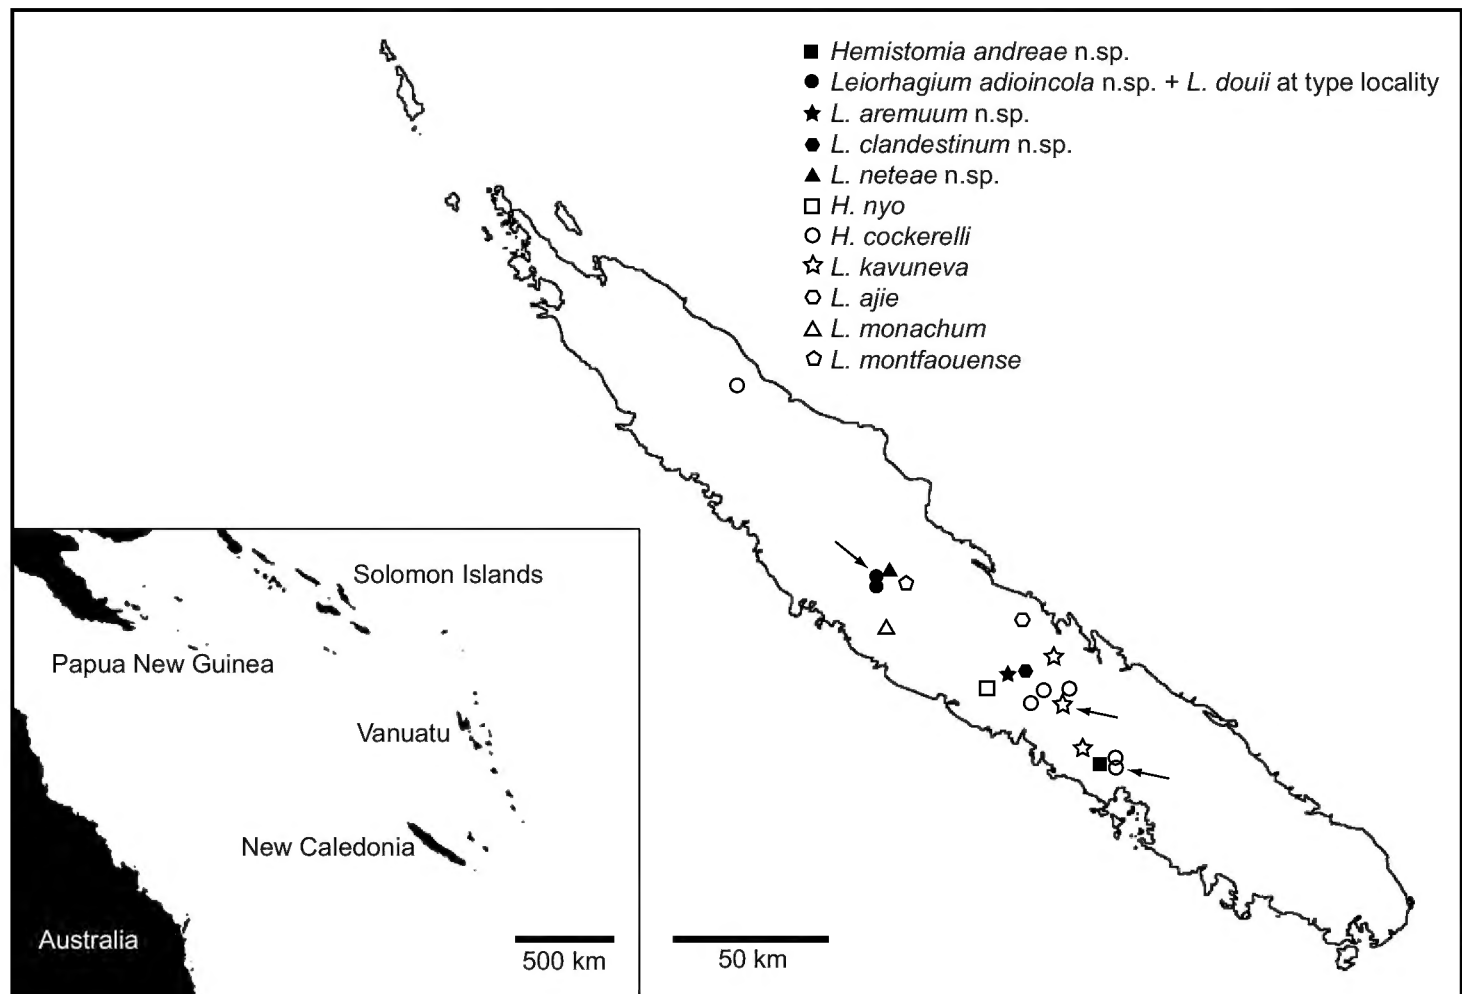 Hemistomia andreae n.sp.
Leiorhagium adioincola n.sp. + L. douii at type locality
L. aremuum n.sp.
L. clandestinum n.sp.
L. neteae n.sp.
H. nyo
H. cockerelli
L. kavuneva
L. ajie
L. monachum
L. montfaouense
Solomon Islands
Papua New Guinea
Vanuatu
New Caledonia
Australia
500 km
50 km